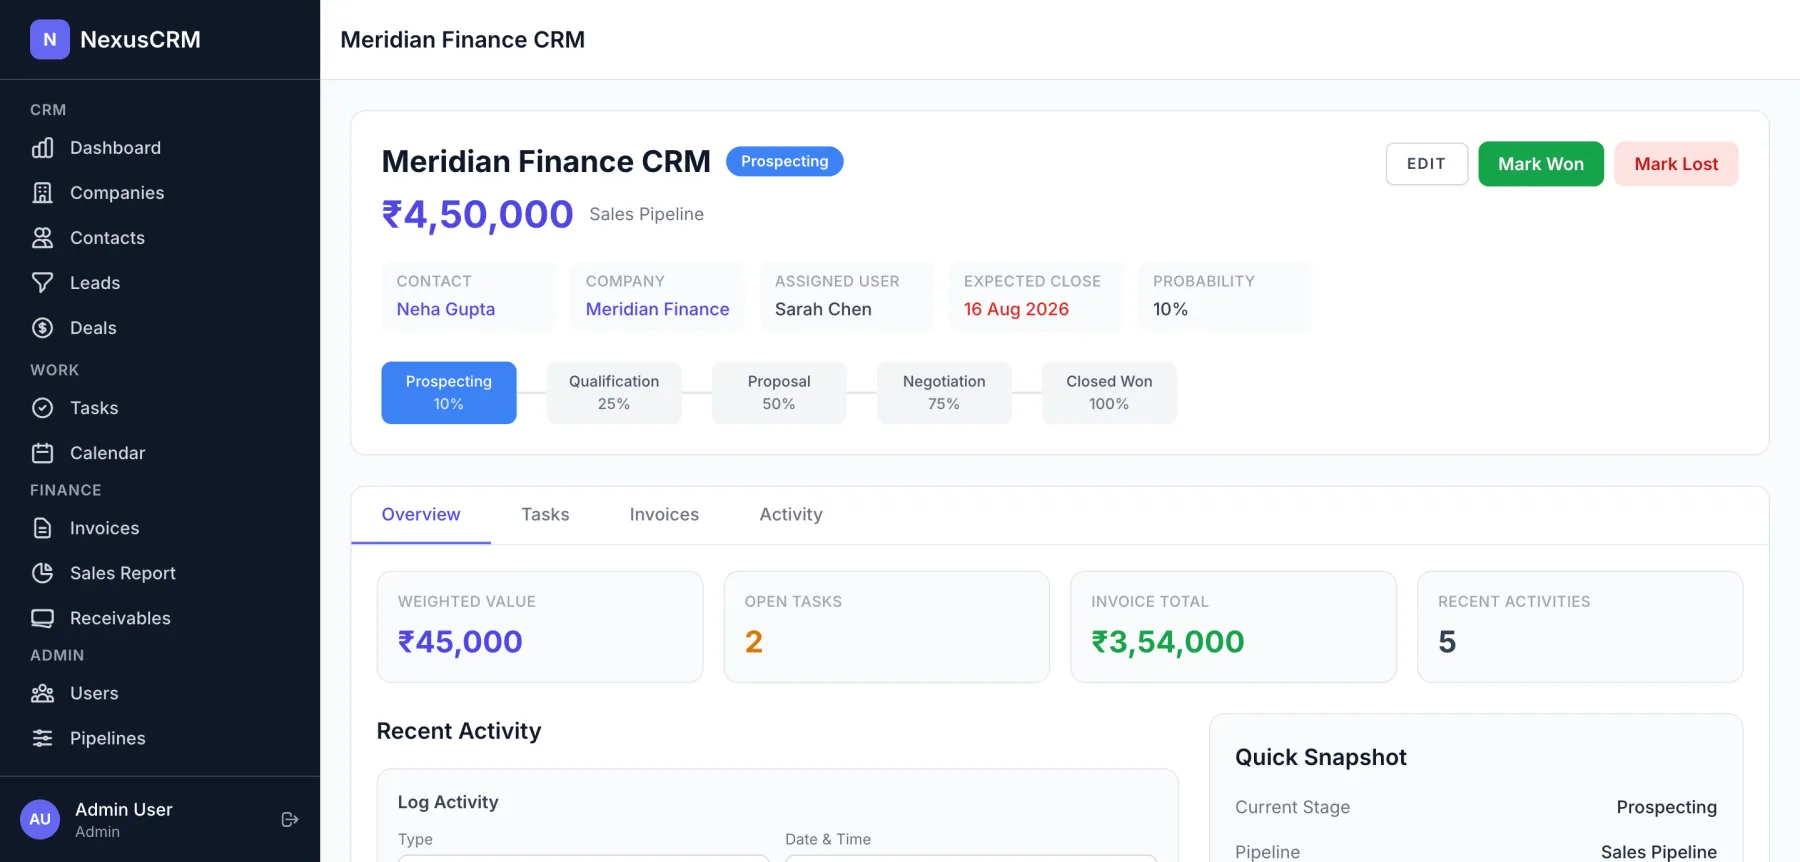 N NexusCRM
CRM
Dashboard
Companies
Contacts
Leads
Deals
WORK
Tasks
Calendar
FINANCE
Invoices
Sales Report
Receivables
ADMIN
Users
Pipelines
AU
Admin User
Admin
Meridian Finance CRM
Meridian Finance CRM Prospecting
EDIT Mark Won Mark Lost
₹4,50,000 Sales Pipeline
CONTACT
Neha Gupta
COMPANY
Meridian Finance
ASSIGNED USER
Sarah Chen
EXPECTED CLOSE
16 Aug 2026
PROBABILITY
10%
Prospecting
10%
Qualification
25%
Proposal
50%
Negotiation
75%
Closed Won
100%
Overview Tasks Invoices Activity
WEIGHTED VALUE
₹45,000
OPEN TASKS
2
INVOICE TOTAL
₹3,54,000
RECENT ACTIVITIES
5
Recent Activity
Log Activity
Type Date & Time
Quick Snapshot
Current Stage Prospecting
Pipeline Sales Pipeline